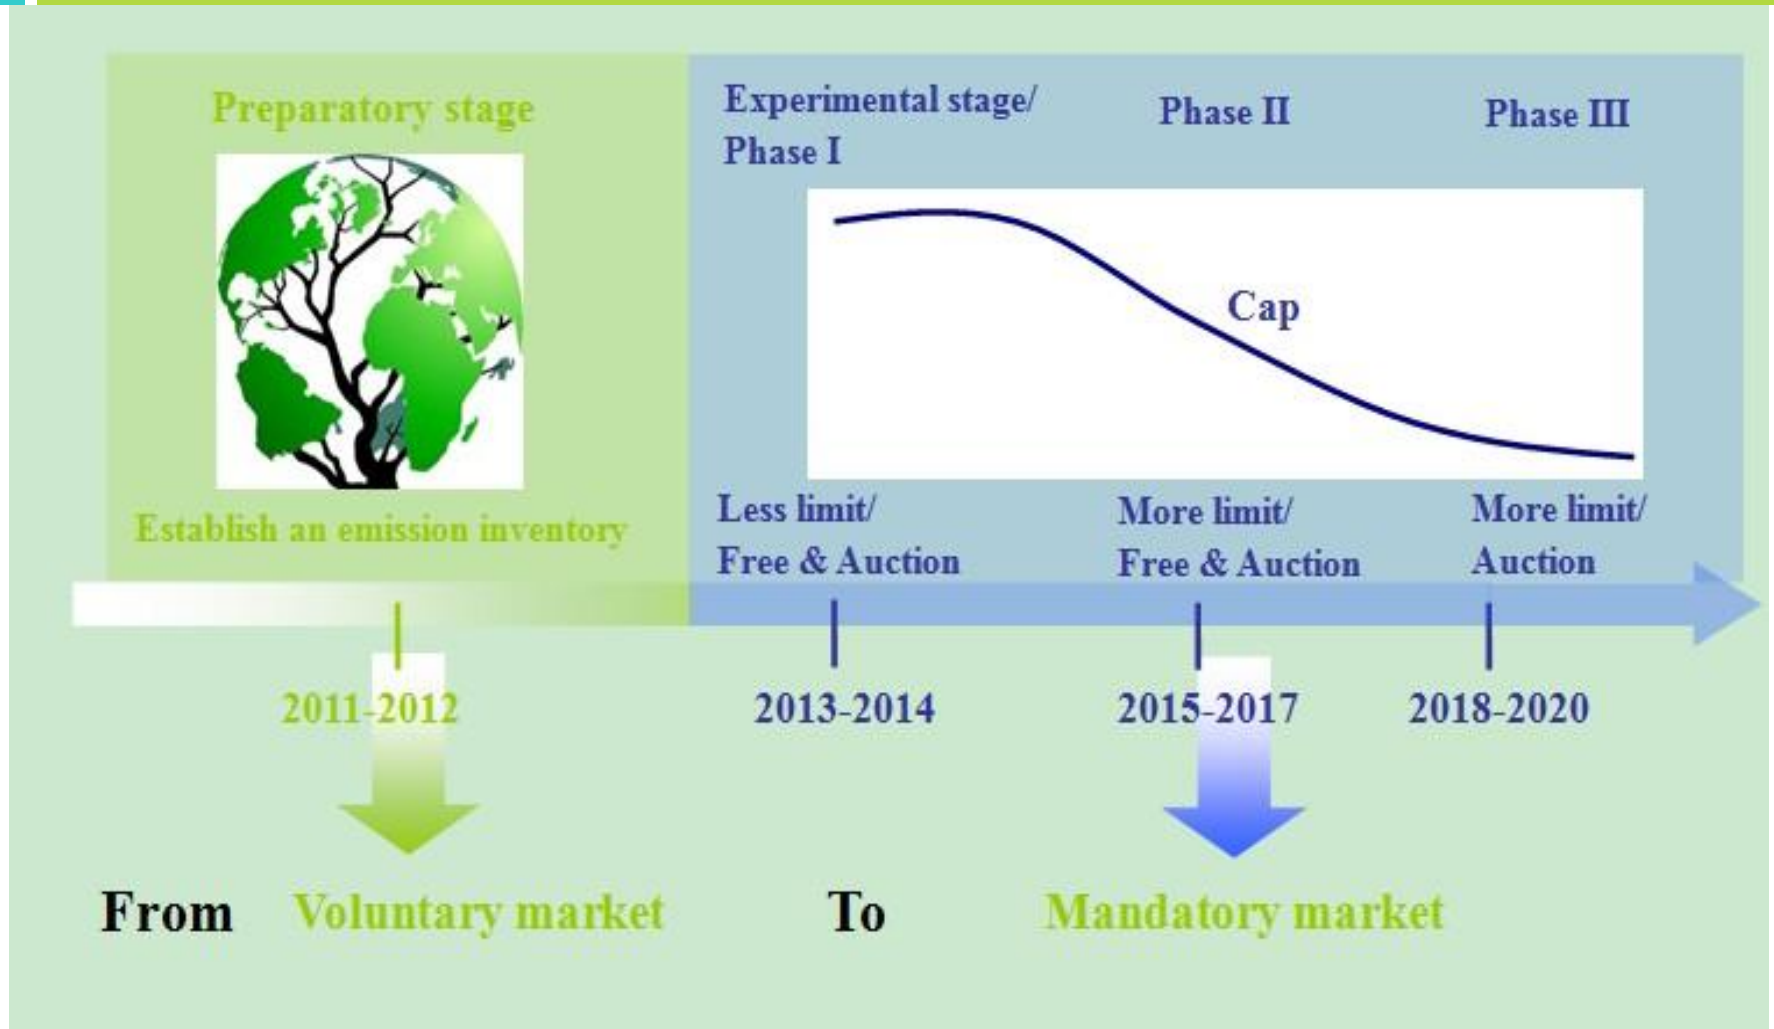 Preparatory stage
Experimental stage/
Phase I
Phase II
Phase III
Cap
Establish an emission inventory
Less limit/
Free & Auction
More limit/
Free & Auction
More limit/
Auction
2011-2012
2013-2014
2015-2017
2018-2020
From Voluntary market To Mandatory market